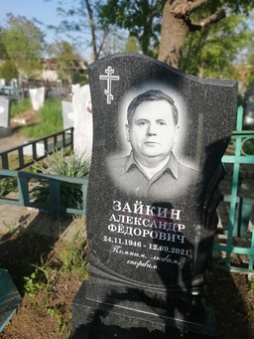 ЗАЙКИН
АЛЕКСАНДР
ФЁДОРОВИЧ
24.11.1946 - 12.09.2021
Помним, любим,
скорбим